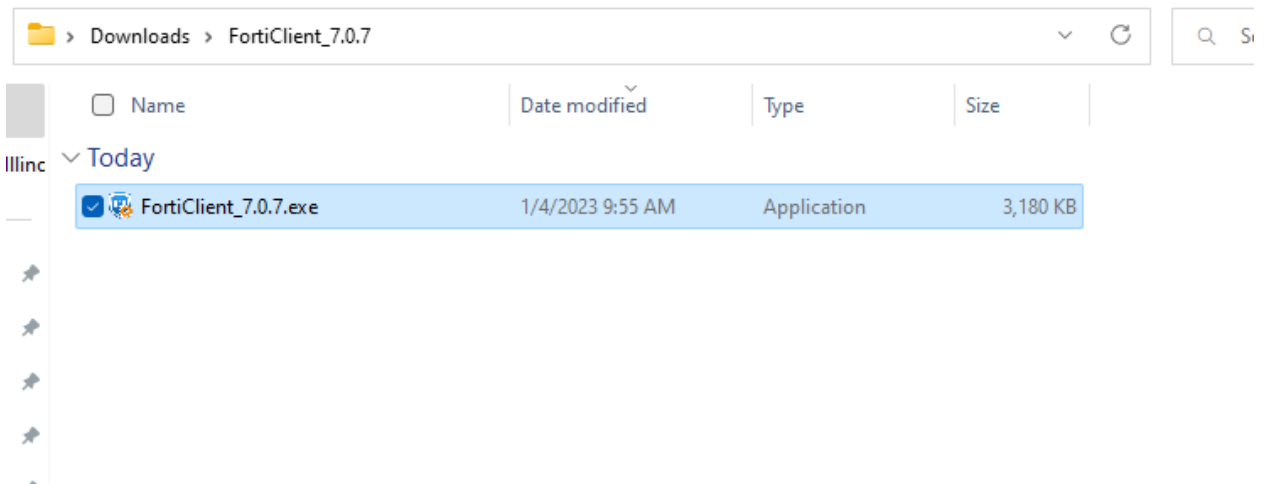 Downloads > FortiClient_7.0.7
Name Date modified Type Size
Today
FortiClient_7.0.7.exe 1/4/2023 9:55 AM Application 3,180 KB